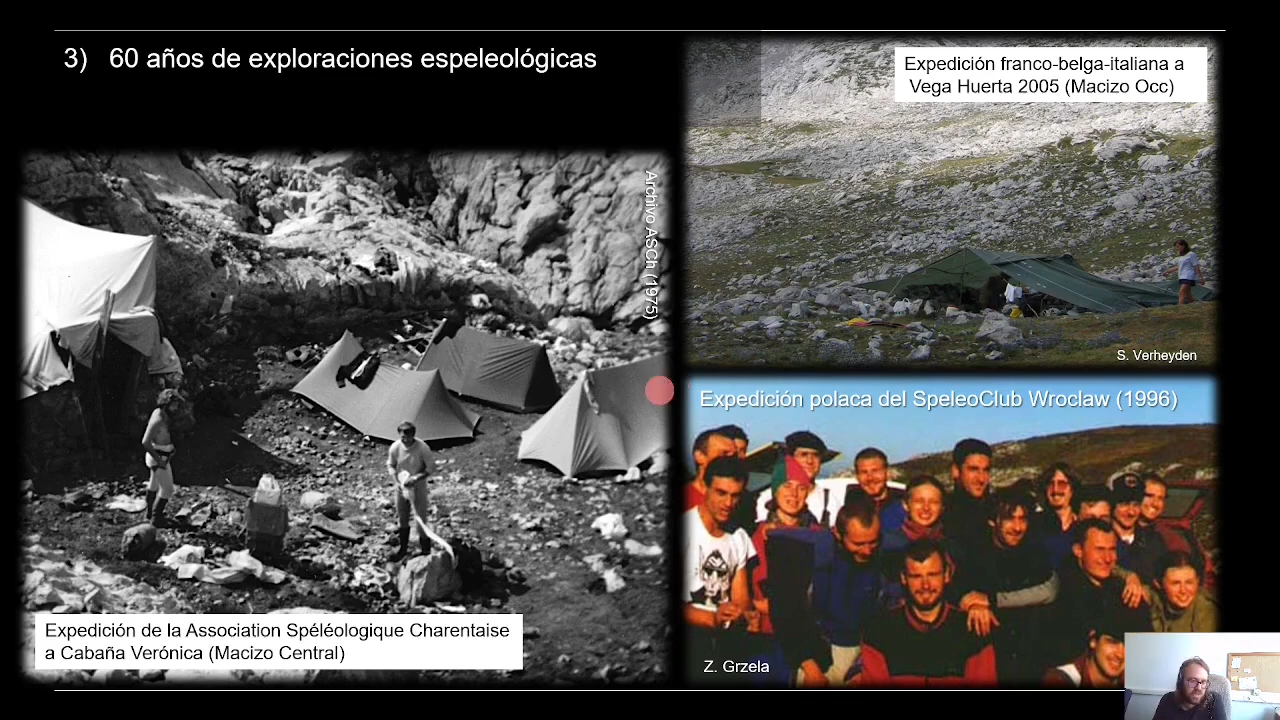 3) 60 años de exploraciones espeleológicas
Expedición franco-belga-italiana a
Vega Huerta 2005 (Macizo Occ)
Archivo ASCh (1975)
S. Verheyden
Expedición polaca del SpeleoClub Wroclaw (1996)
Expedición de la Association Spéléologique Charentaise
a Cabaña Verónica (Macizo Central)
Z. Grzela